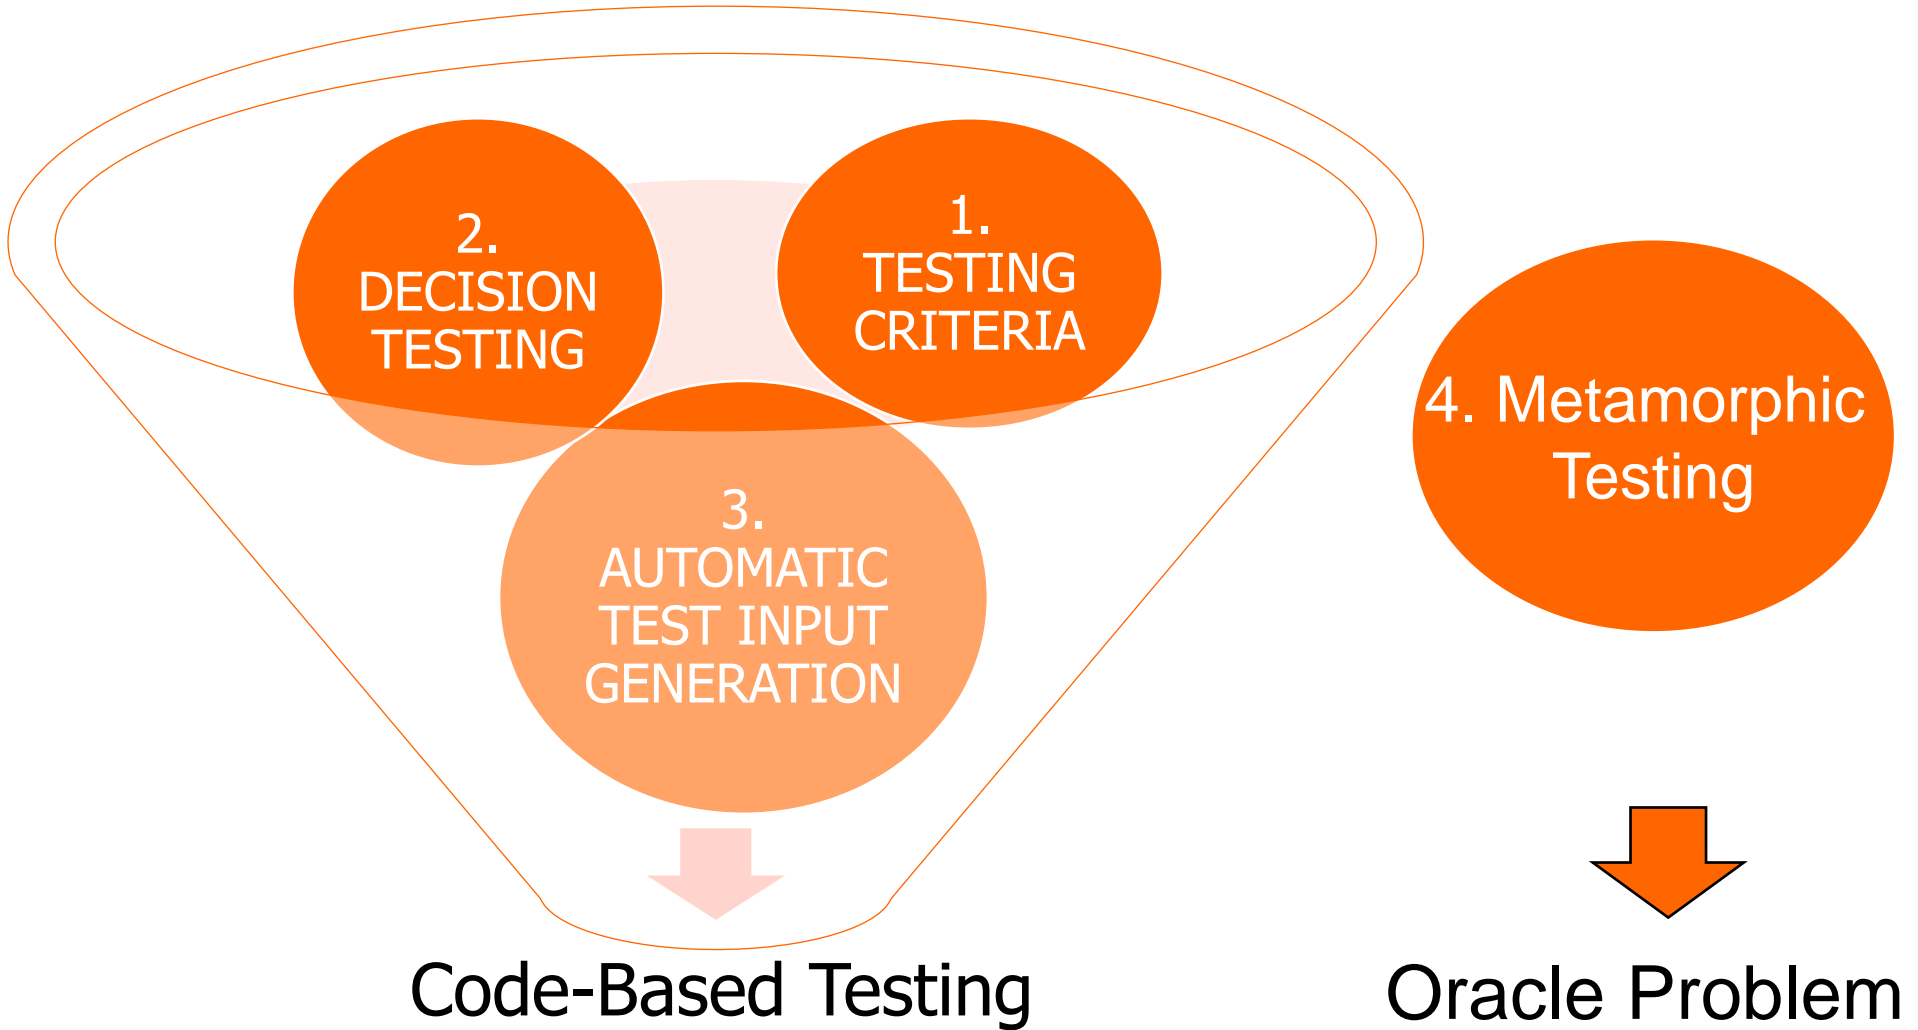 2.
DECISION
TESTING
1.
TESTING
CRITERIA
3.
AUTOMATIC
TEST INPUT
GENERATION
4. Metamorphic
Testing
Code-Based Testing
Oracle Problem